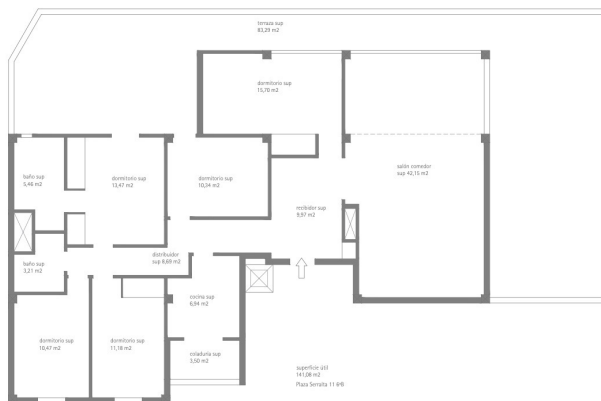 terraza sup
83,29 m2
dormitorio sup
15,70 m2
baño sup
5,46 m2
dormitorio sup
13,47 m2
dormitorio sup
10,34 m2
salón comedor
sup 42,15 m2
recibidor sup
9,97 m2
distribuidor
sup 8,69 m2
baño sup
3,21 m2
cocina sup
6,94 m2
dormitorio sup
10,47 m2
dormitorio sup
11,18 m2
coladuría sup
3,50 m2
superficie útil
141,08 m2
Plaza Serralta 11